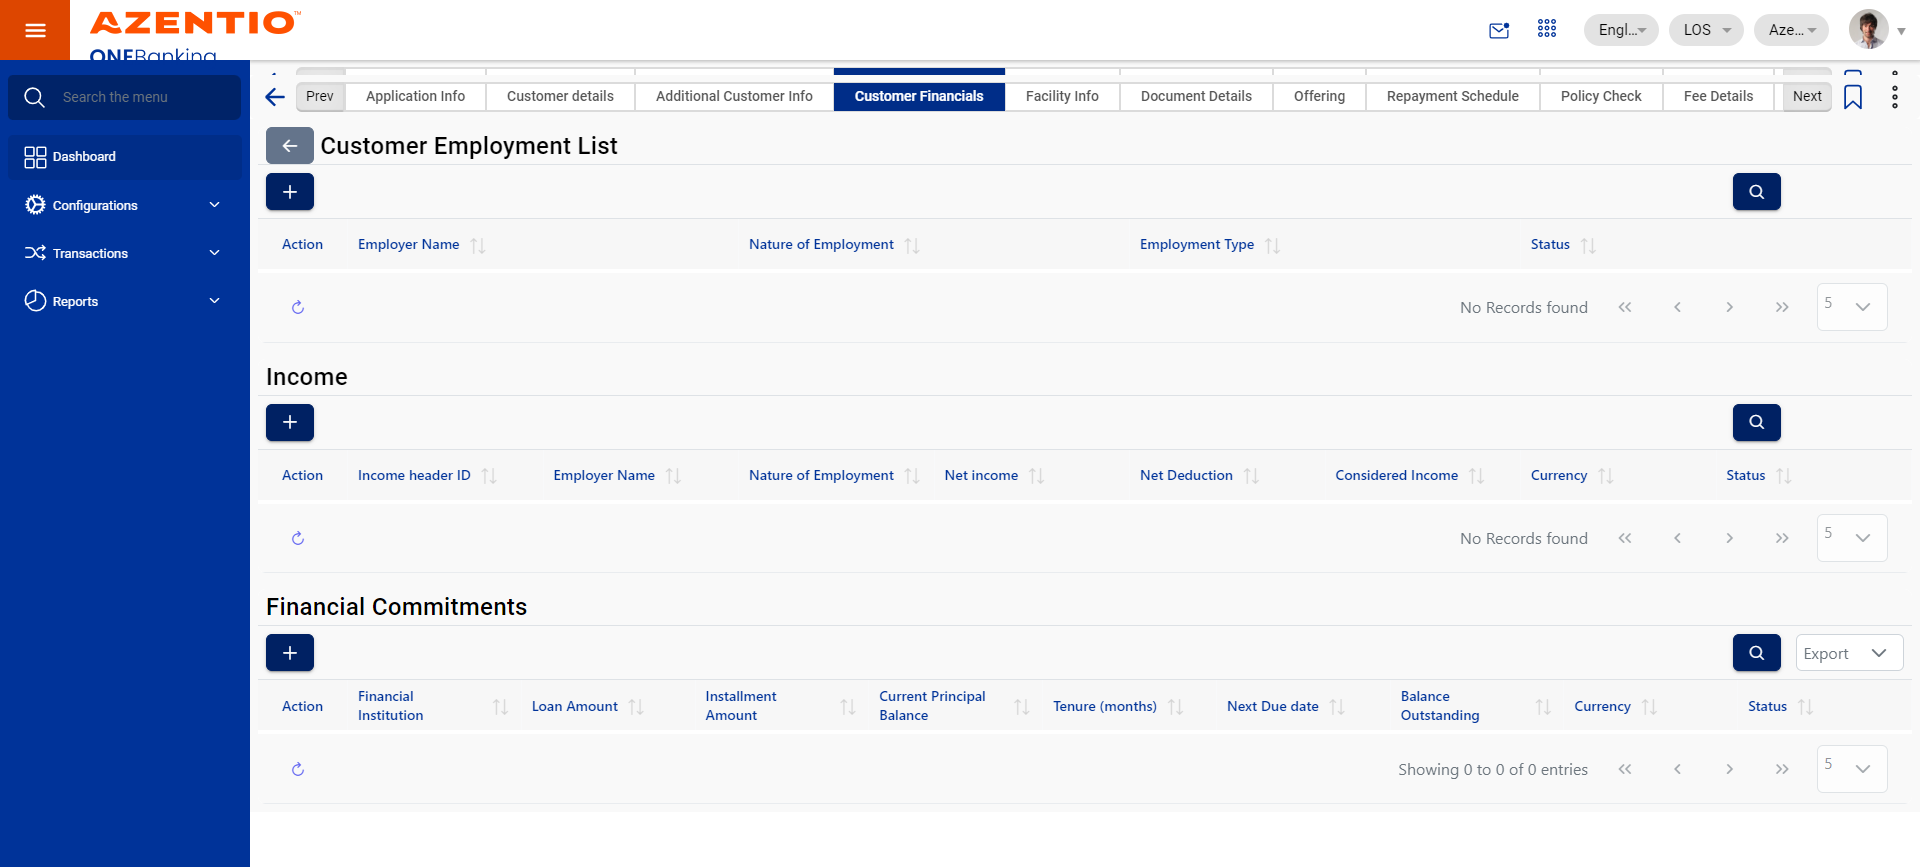 AZENTIO™
ONEBanking
Engl...
LOS
Aze...
Search the menu
Dashboard
Configurations
Transactions
Reports
Prev
Application Info
Customer details
Additional Customer Info
Customer Financials
Facility Info
Document Details
Offering
Repayment Schedule
Policy Check
Fee Details
Next
Customer Employment List
Action
Employer Name
Nature of Employment
Employment Type
Status
No Records found
5
Income
Action
Income header ID
Employer Name
Nature of Employment
Net income
Net Deduction
Considered Income
Currency
Status
No Records found
5
Financial Commitments
Export
Action
Financial
Institution
Loan Amount
Installment
Amount
Current Principal
Balance
Tenure (months)
Next Due date
Balance
Outstanding
Currency
Status
Showing 0 to 0 of 0 entries
5